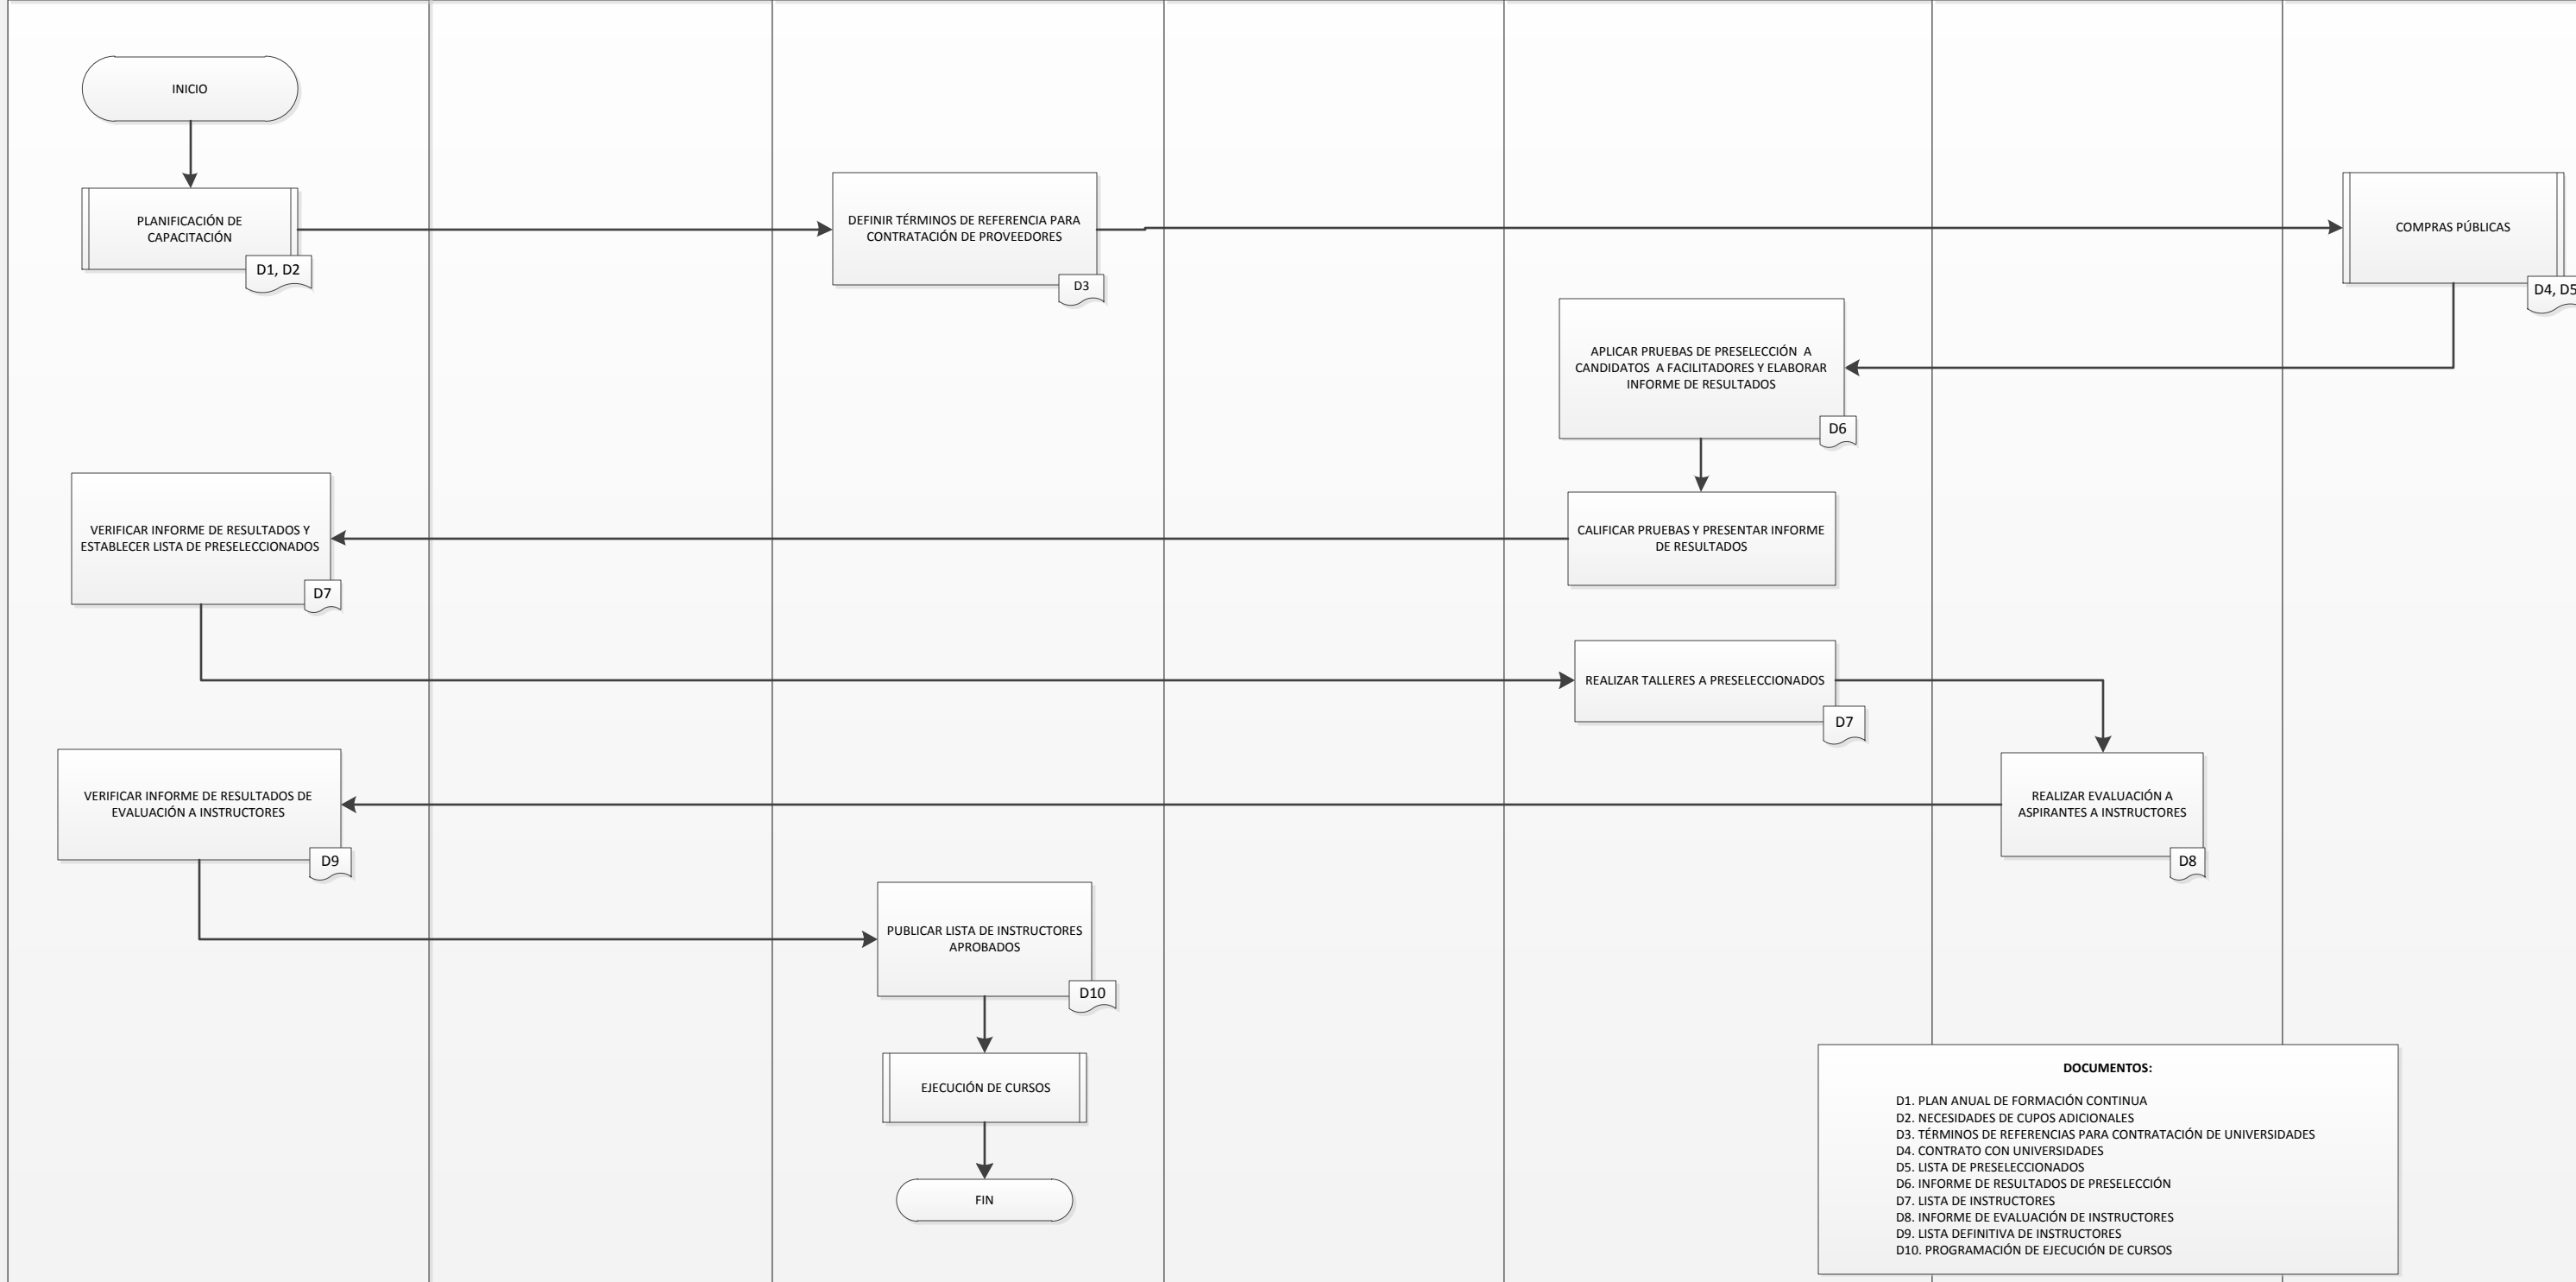 INICIO
PLANIFICACIÓN DE
CAPACITACIÓN
D1, D2
DEFINIR TÉRMINOS DE REFERENCIA PARA
CONTRATACIÓN DE PROVEEDORES
D3
COMPRAS PÚBLICAS
D4, D5
APLICAR PRUEBAS DE PRESELECCIÓN A
CANDIDATOS A FACILITADORES Y ELABORAR
INFORME DE RESULTADOS
D6
CALIFICAR PRUEBAS Y PRESENTAR INFORME
DE RESULTADOS
VERIFICAR INFORME DE RESULTADOS Y
ESTABLECER LISTA DE PRESELECCIONADOS
D7
REALIZAR TALLERES A PRESELECCIONADOS
D7
REALIZAR EVALUACIÓN A
ASPIRANTES A INSTRUCTORES
D8
VERIFICAR INFORME DE RESULTADOS DE
EVALUACIÓN A INSTRUCTORES
D9
PUBLICAR LISTA DE INSTRUCTORES
APROBADOS
D10
EJECUCIÓN DE CURSOS
FIN
DOCUMENTOS:
D1. PLAN ANUAL DE FORMACIÓN CONTINUA
D2. NECESIDADES DE CUPOS ADICIONALES
D3. TÉRMINOS DE REFERENCIAS PARA CONTRATACIÓN DE UNIVERSIDADES
D4. CONTRATO CON UNIVERSIDADES
D5. LISTA DE PRESELECCIONADOS
D6. INFORME DE RESULTADOS DE PRESELECCIÓN
D7. LISTA DE INSTRUCTORES
D8. INFORME DE EVALUACIÓN DE INSTRUCTORES
D9. LISTA DEFINITIVA DE INSTRUCTORES
D10. PROGRAMACIÓN DE EJECUCIÓN DE CURSOS